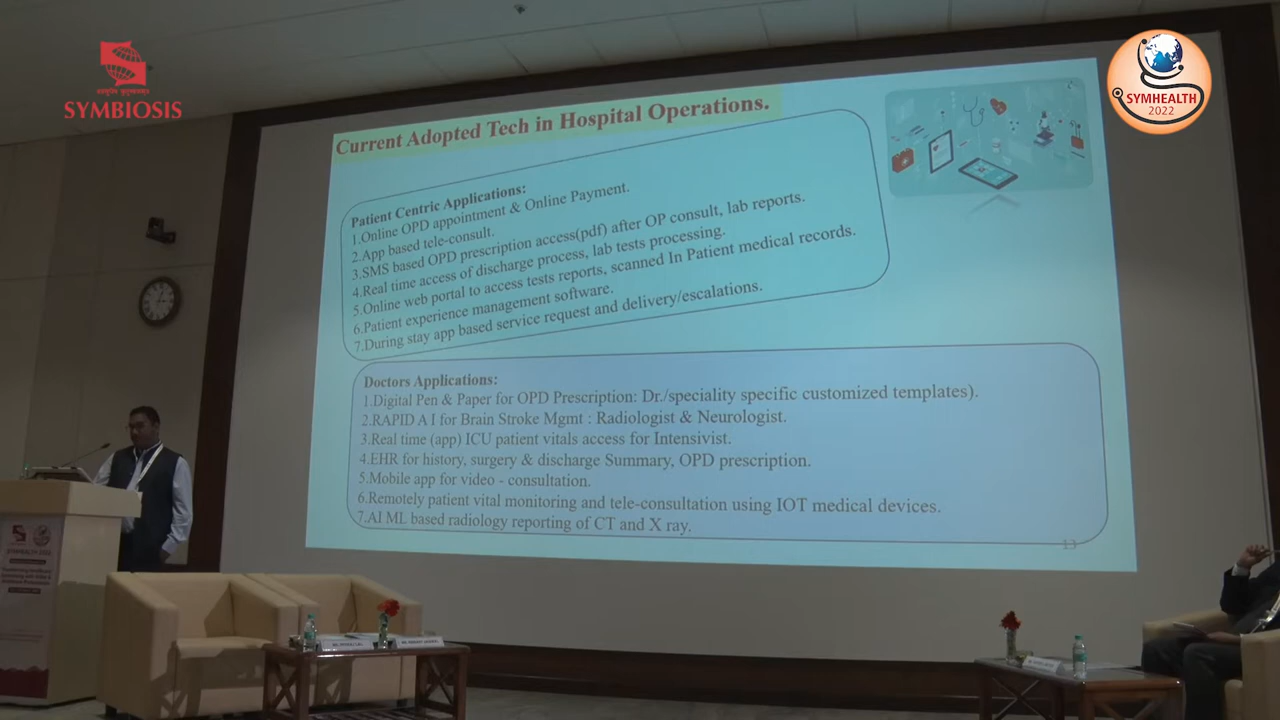 SYMBIOSIS
SYMHEALTH
2022
Current Adopted Tech in Hospital Operations.
Patient Centric Applications:
1.Online OPD appointment & Online Payment.
2.App based tele-consult.
3.SMS based OPD prescription access(pdf) after OP consult, lab reports.
4.Real time access of discharge process, lab tests processing.
5.Online web portal to access tests reports, scanned In Patient medical records.
6.Patient experience management software.
7.During stay app based service request and delivery/escalations.
Doctors Applications:
1.Digital Pen & Paper for OPD Prescription: Dr./speciality specific customized templates).
2.RAPID A I for Brain Stroke Mgmt : Radiologist & Neurologist.
3.Real time (app) ICU patient vitals access for Intensivist.
4.EHR for history, surgery & discharge Summary, OPD prescription.
5.Mobile app for video - consultation.
6.Remotely patient vital monitoring and tele-consultation using IOT medical devices.
7.AI ML based radiology reporting of CT and X ray.
13
SYMHEALTH 2022